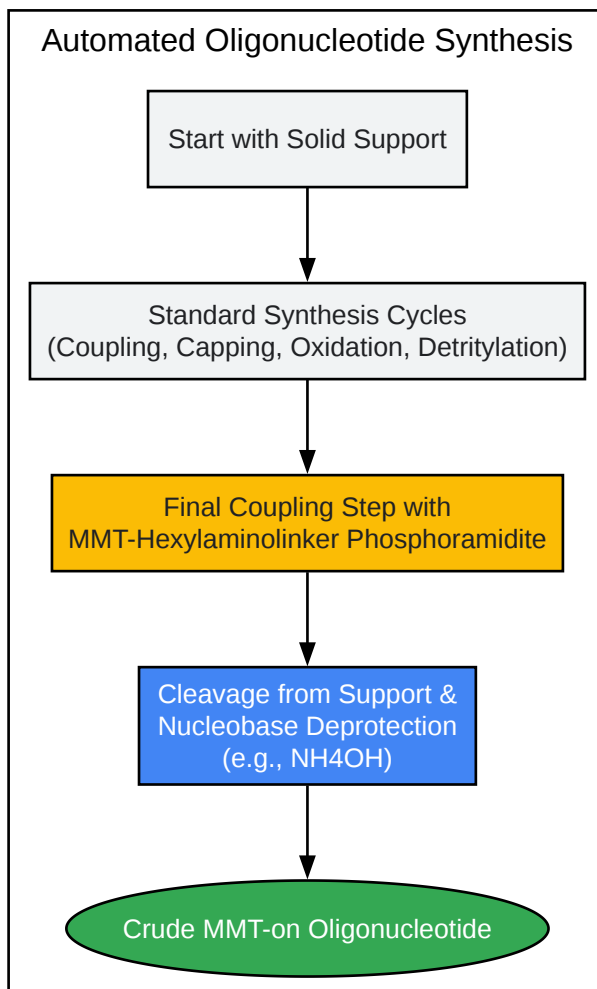 Automated Oligonucleotide Synthesis
Start with Solid Support
Standard Synthesis Cycles
(Coupling, Capping, Oxidation, Detritylation)
Final Coupling Step with
MMT-Hexylaminolinker Phosphoramidite
Cleavage from Support &
Nucleobase Deprotection
(e.g., NH4OH)
Crude MMT-on Oligonucleotide